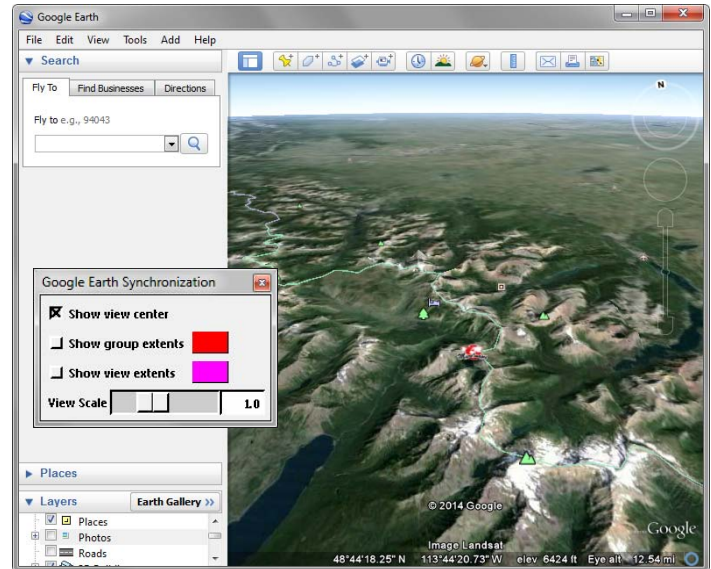 Google Earth
File Edit View Tools Add Help
Search
Fly To Find Businesses Directions
Fly to e.g., 94043
N
Google Earth Synchronization
Show view center
Show group extents
Show view extents
View Scale 1.0
Places
Layers Earth Gallery >>
Places
Photos
Roads
© 2014 Google
Image Landsat
Google
48°44'18.25" N 113°44'20.73" W elev 6424 ft Eye alt 12.54 mi